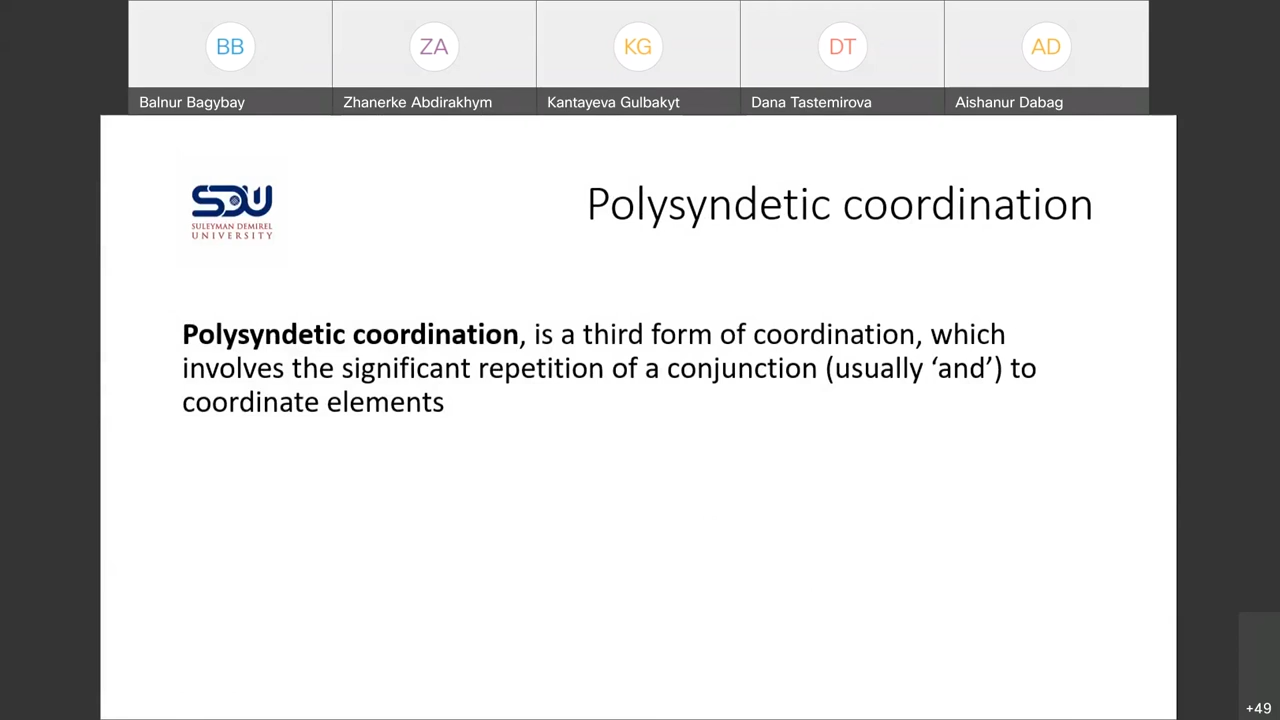 BB
ZA
KG
DT
AD
Balnur Bagybay
Zhanerke Abdirakhym
Kantayeva Gulbakyt
Dana Tastemirova
Aishanur Dabag
SDU
SULEYMAN DEMIREL
UNIVERSITY
Polysyndetic coordination
Polysyndetic coordination, is a third form of coordination, which
involves the significant repetition of a conjunction (usually ‘and’) to
coordinate elements
+49